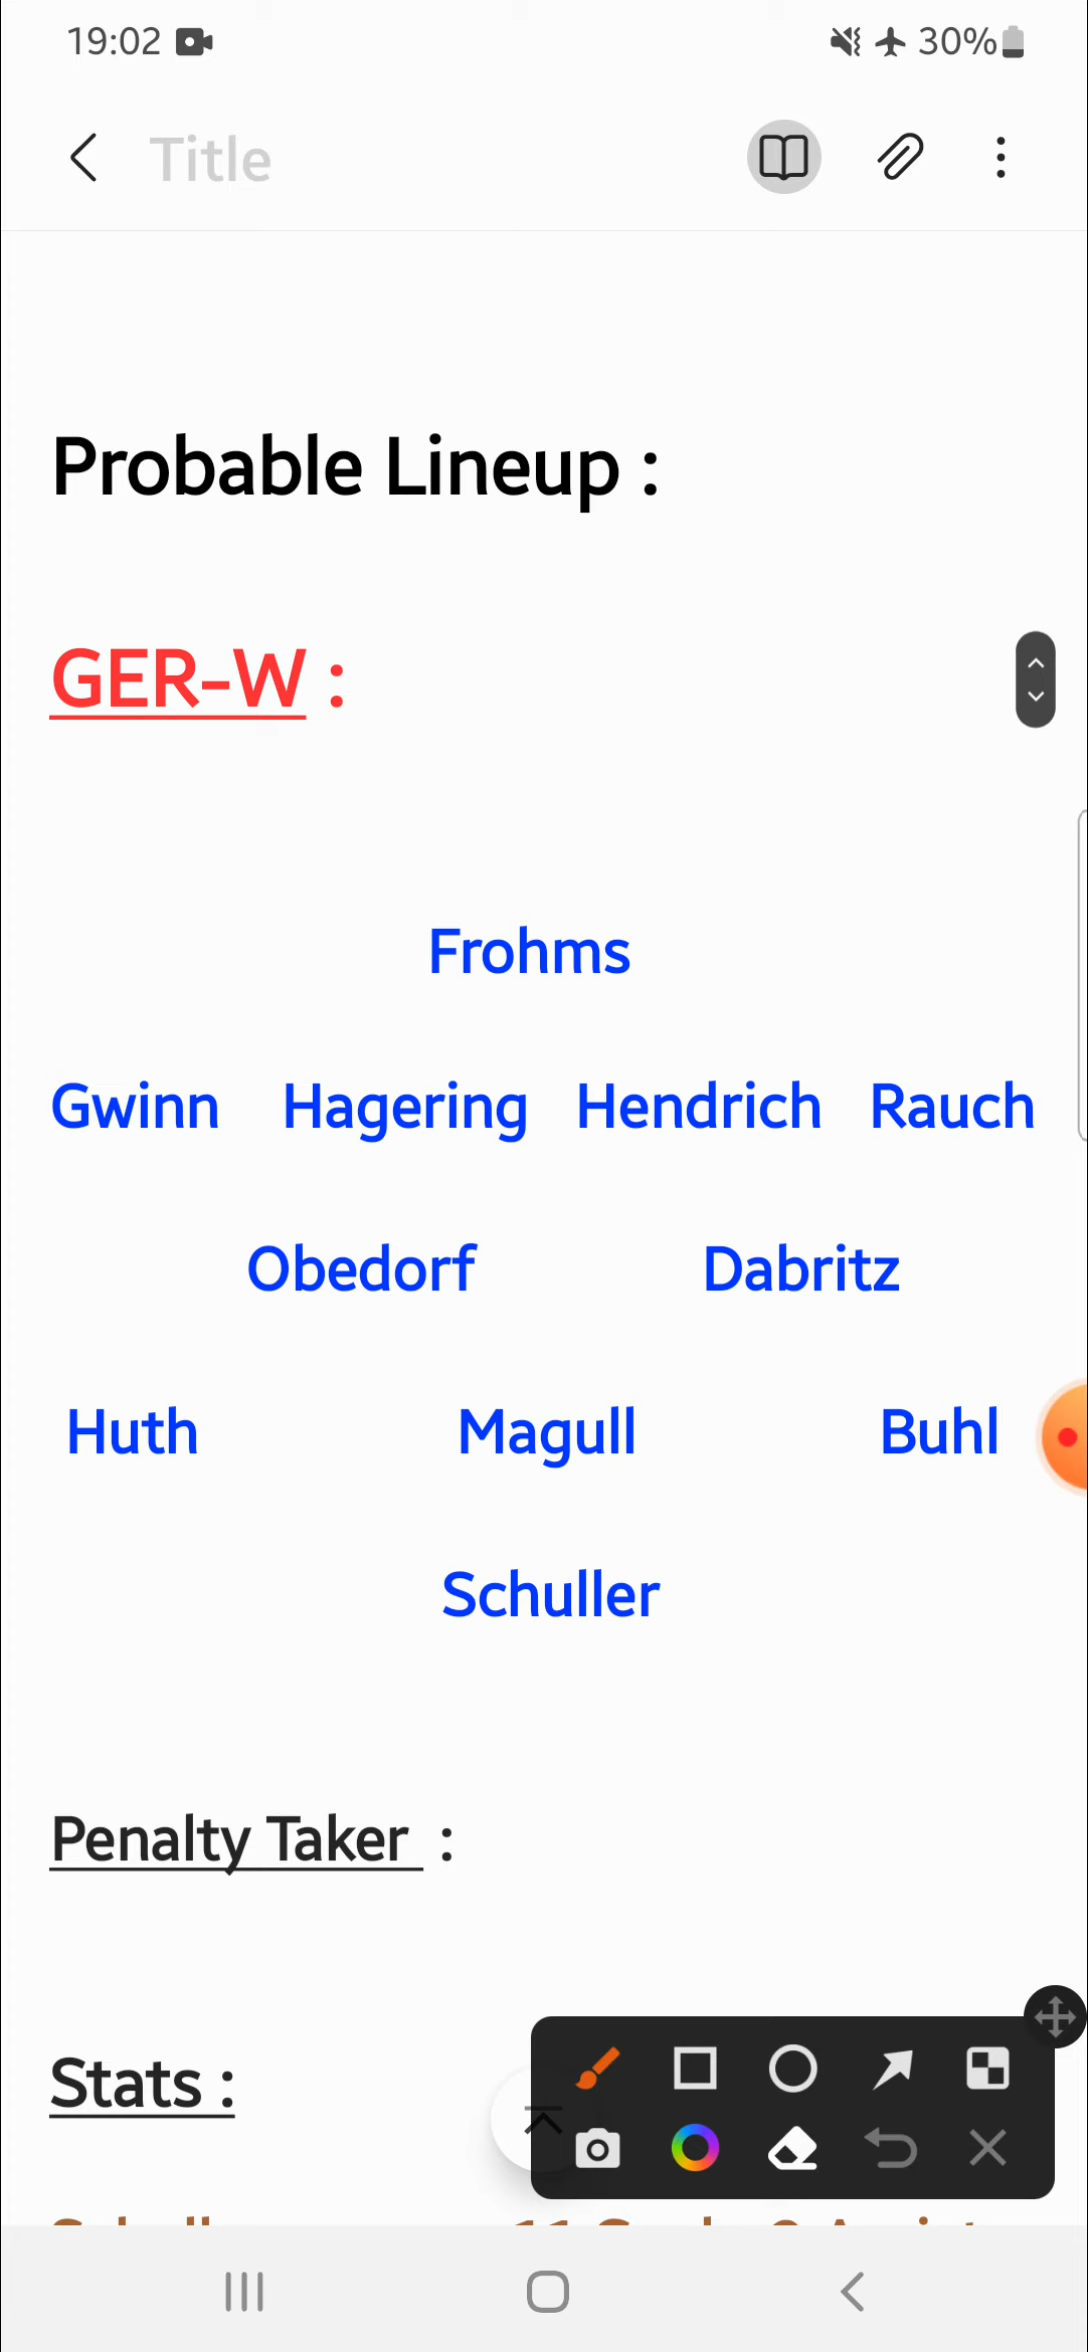 19:02 30%
Title
Probable Lineup :
GER-W :
Frohms
Gwinn Hagering Hendrich Rauch
Obedorf Dabritz
Huth Magull Buhl
Schuller
Penalty Taker :
Stats :